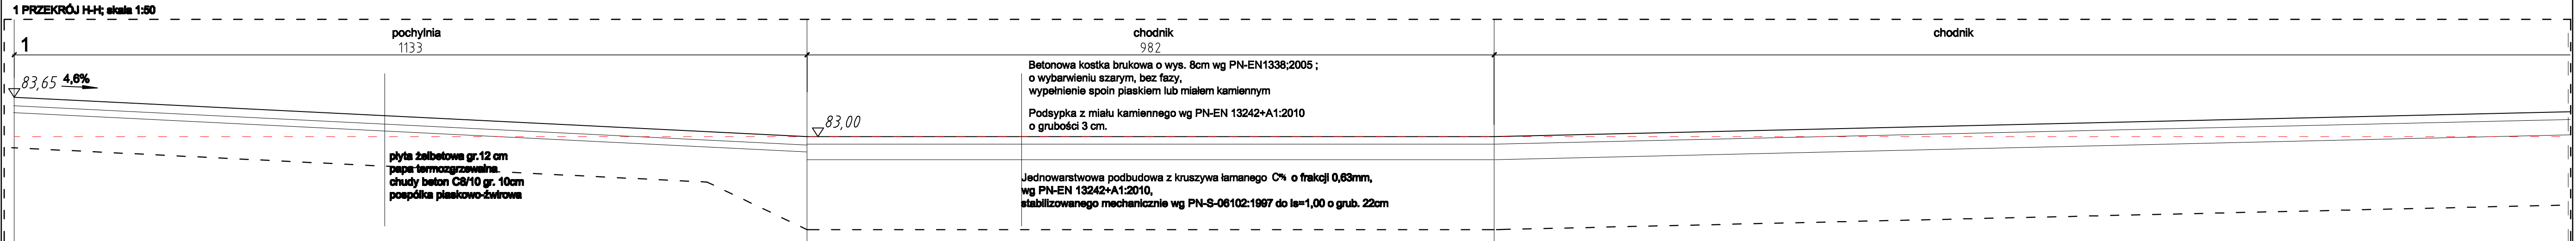 1 PRZEKRÓJ H-H; skala 1:50
pochylnia
1133
chodnik
982
chodnik
1
83,65 4,6%
83,00
Betonowa kostka brukowa o wys. 8cm wg PN-EN1338;2005 ;
o wybarwieniu szarym, bez fazy,
wypełnienie spoin piaskiem lub miałem kamiennym
Podsypka z miału kamiennego wg PN-EN 13242+A1:2010
o grubości 3 cm.
płyta żelbetowa gr.12 cm
papa termozgrzewalna
chudy beton C8/10 gr. 10cm
pospółka piaskowo-żwirowa
Jednowarstwowa podbudowa z kruszywa łamanego o frakcji 0,63mm,
wg PN-EN 13242+A1:2010,
stabilizowanego mechanicznie wg PN-S-06102:1997 do Is=1,00 o grub. 22cm